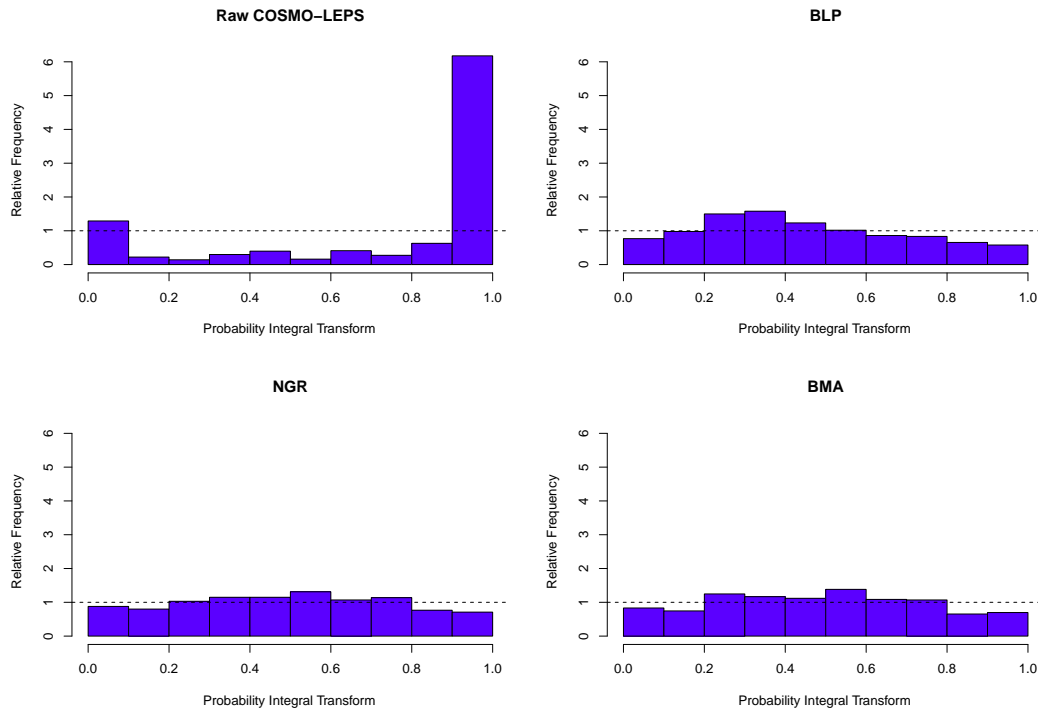 Raw COSMO−LEPS
Relative Frequency
0 1 2 3 4 5 6
0.0 0.2 0.4 0.6 0.8 1.0
Probability Integral Transform
BLP
Relative Frequency
0 1 2 3 4 5 6
0.0 0.2 0.4 0.6 0.8 1.0
Probability Integral Transform
NGR
Relative Frequency
0 1 2 3 4 5 6
0.0 0.2 0.4 0.6 0.8 1.0
Probability Integral Transform
BMA
Relative Frequency
0 1 2 3 4 5 6
0.0 0.2 0.4 0.6 0.8 1.0
Probability Integral Transform